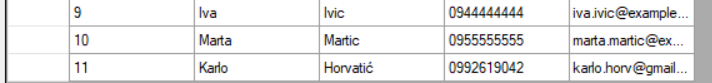 9 Iva Ivic 0944444444 iva.ivic@example...
10 Marta Martic 0955555555 marta.martic@ex...
11 Karlo Horvatić 0992619042 karlo.horv@gmail...